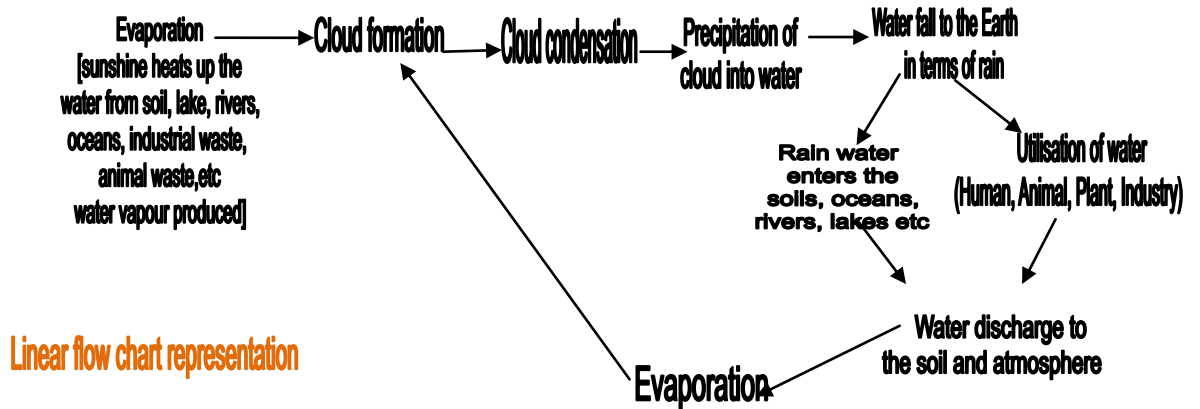 Evaporation
[sunshine heats up the
water from soil, lake, rivers,
oceans, industrial waste,
animal waste,etc
water vapour produced]
Cloud formation
Cloud condensation
Precipitation of
cloud into water
Water fall to the Earth
in terms of rain
Rain water
enters the
soils, oceans,
rivers, lakes etc
Utilisation of water
(Human, Animal, Plant, Industry)
Water discharge to
the soil and atmosphere
Evaporation
Linear flow chart representation